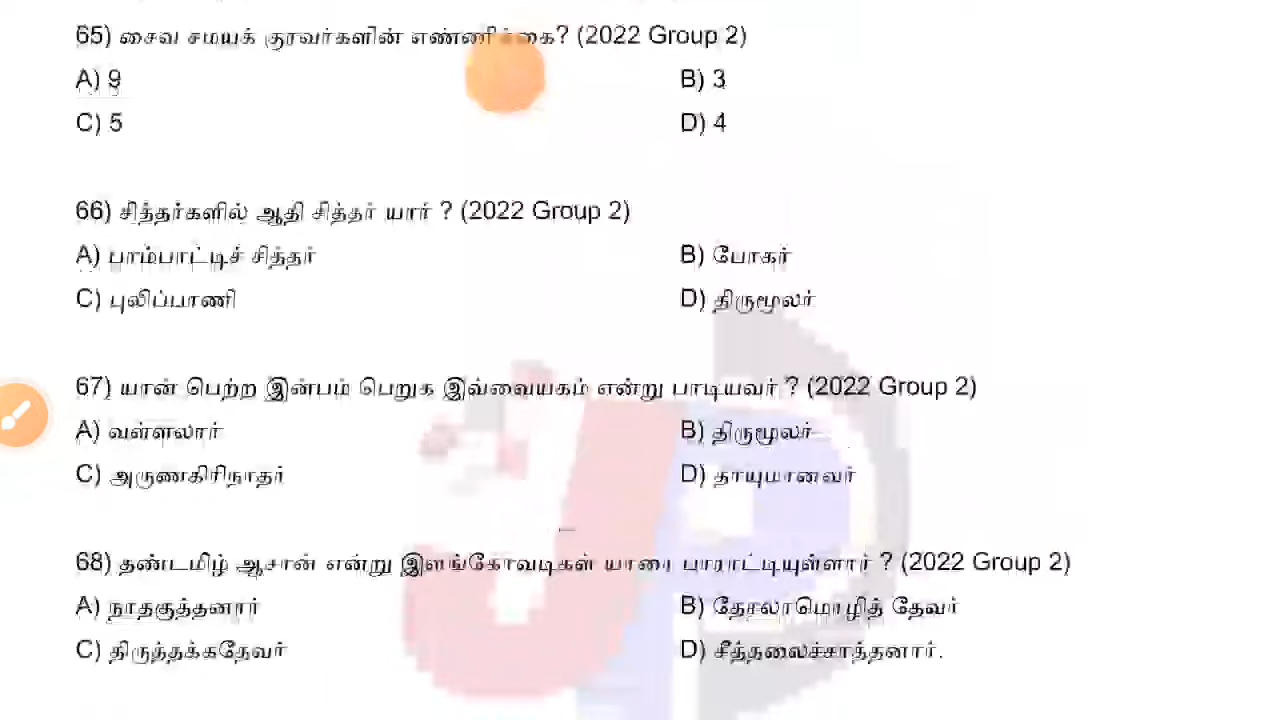 65) சைவ சமயக் குரவர்களின் எண்ணிக்கை? (2022 Group 2)
A) 9
B) 3
C) 5
D) 4
66) சித்தர்களில் ஆதி சித்தர் யார் ? (2022 Group 2)
A) பாம்பாட்டிச் சித்தர்
B) போகர்
C) புலிப்பாணி
D) திருமூலர்
67) யான் பெற்ற இன்பம் பெறுக இவ்வையகம் என்று பாடியவர் ? (2022 Group 2)
A) வள்ளலார்
B) திருமூலர்
C) அருணகிரிநாதர்
D) தாயுமானவர்
68) தண்டமிழ் ஆசான் என்று இளங்கோவடிகள் யாரை பாராட்டியுள்ளார் ? (2022 Group 2)
A) நாதகுத்தனார்
B) தோலாமொழித் தேவர்
C) திருத்தக்கதேவர்
D) சீத்தலைச்சாத்தனார்.